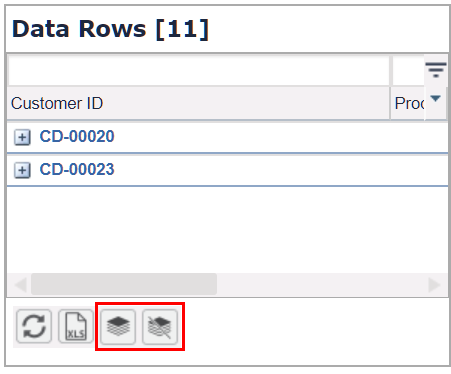 Data Rows [11]
Customer ID Proc
CD-00020
CD-00023
XLS